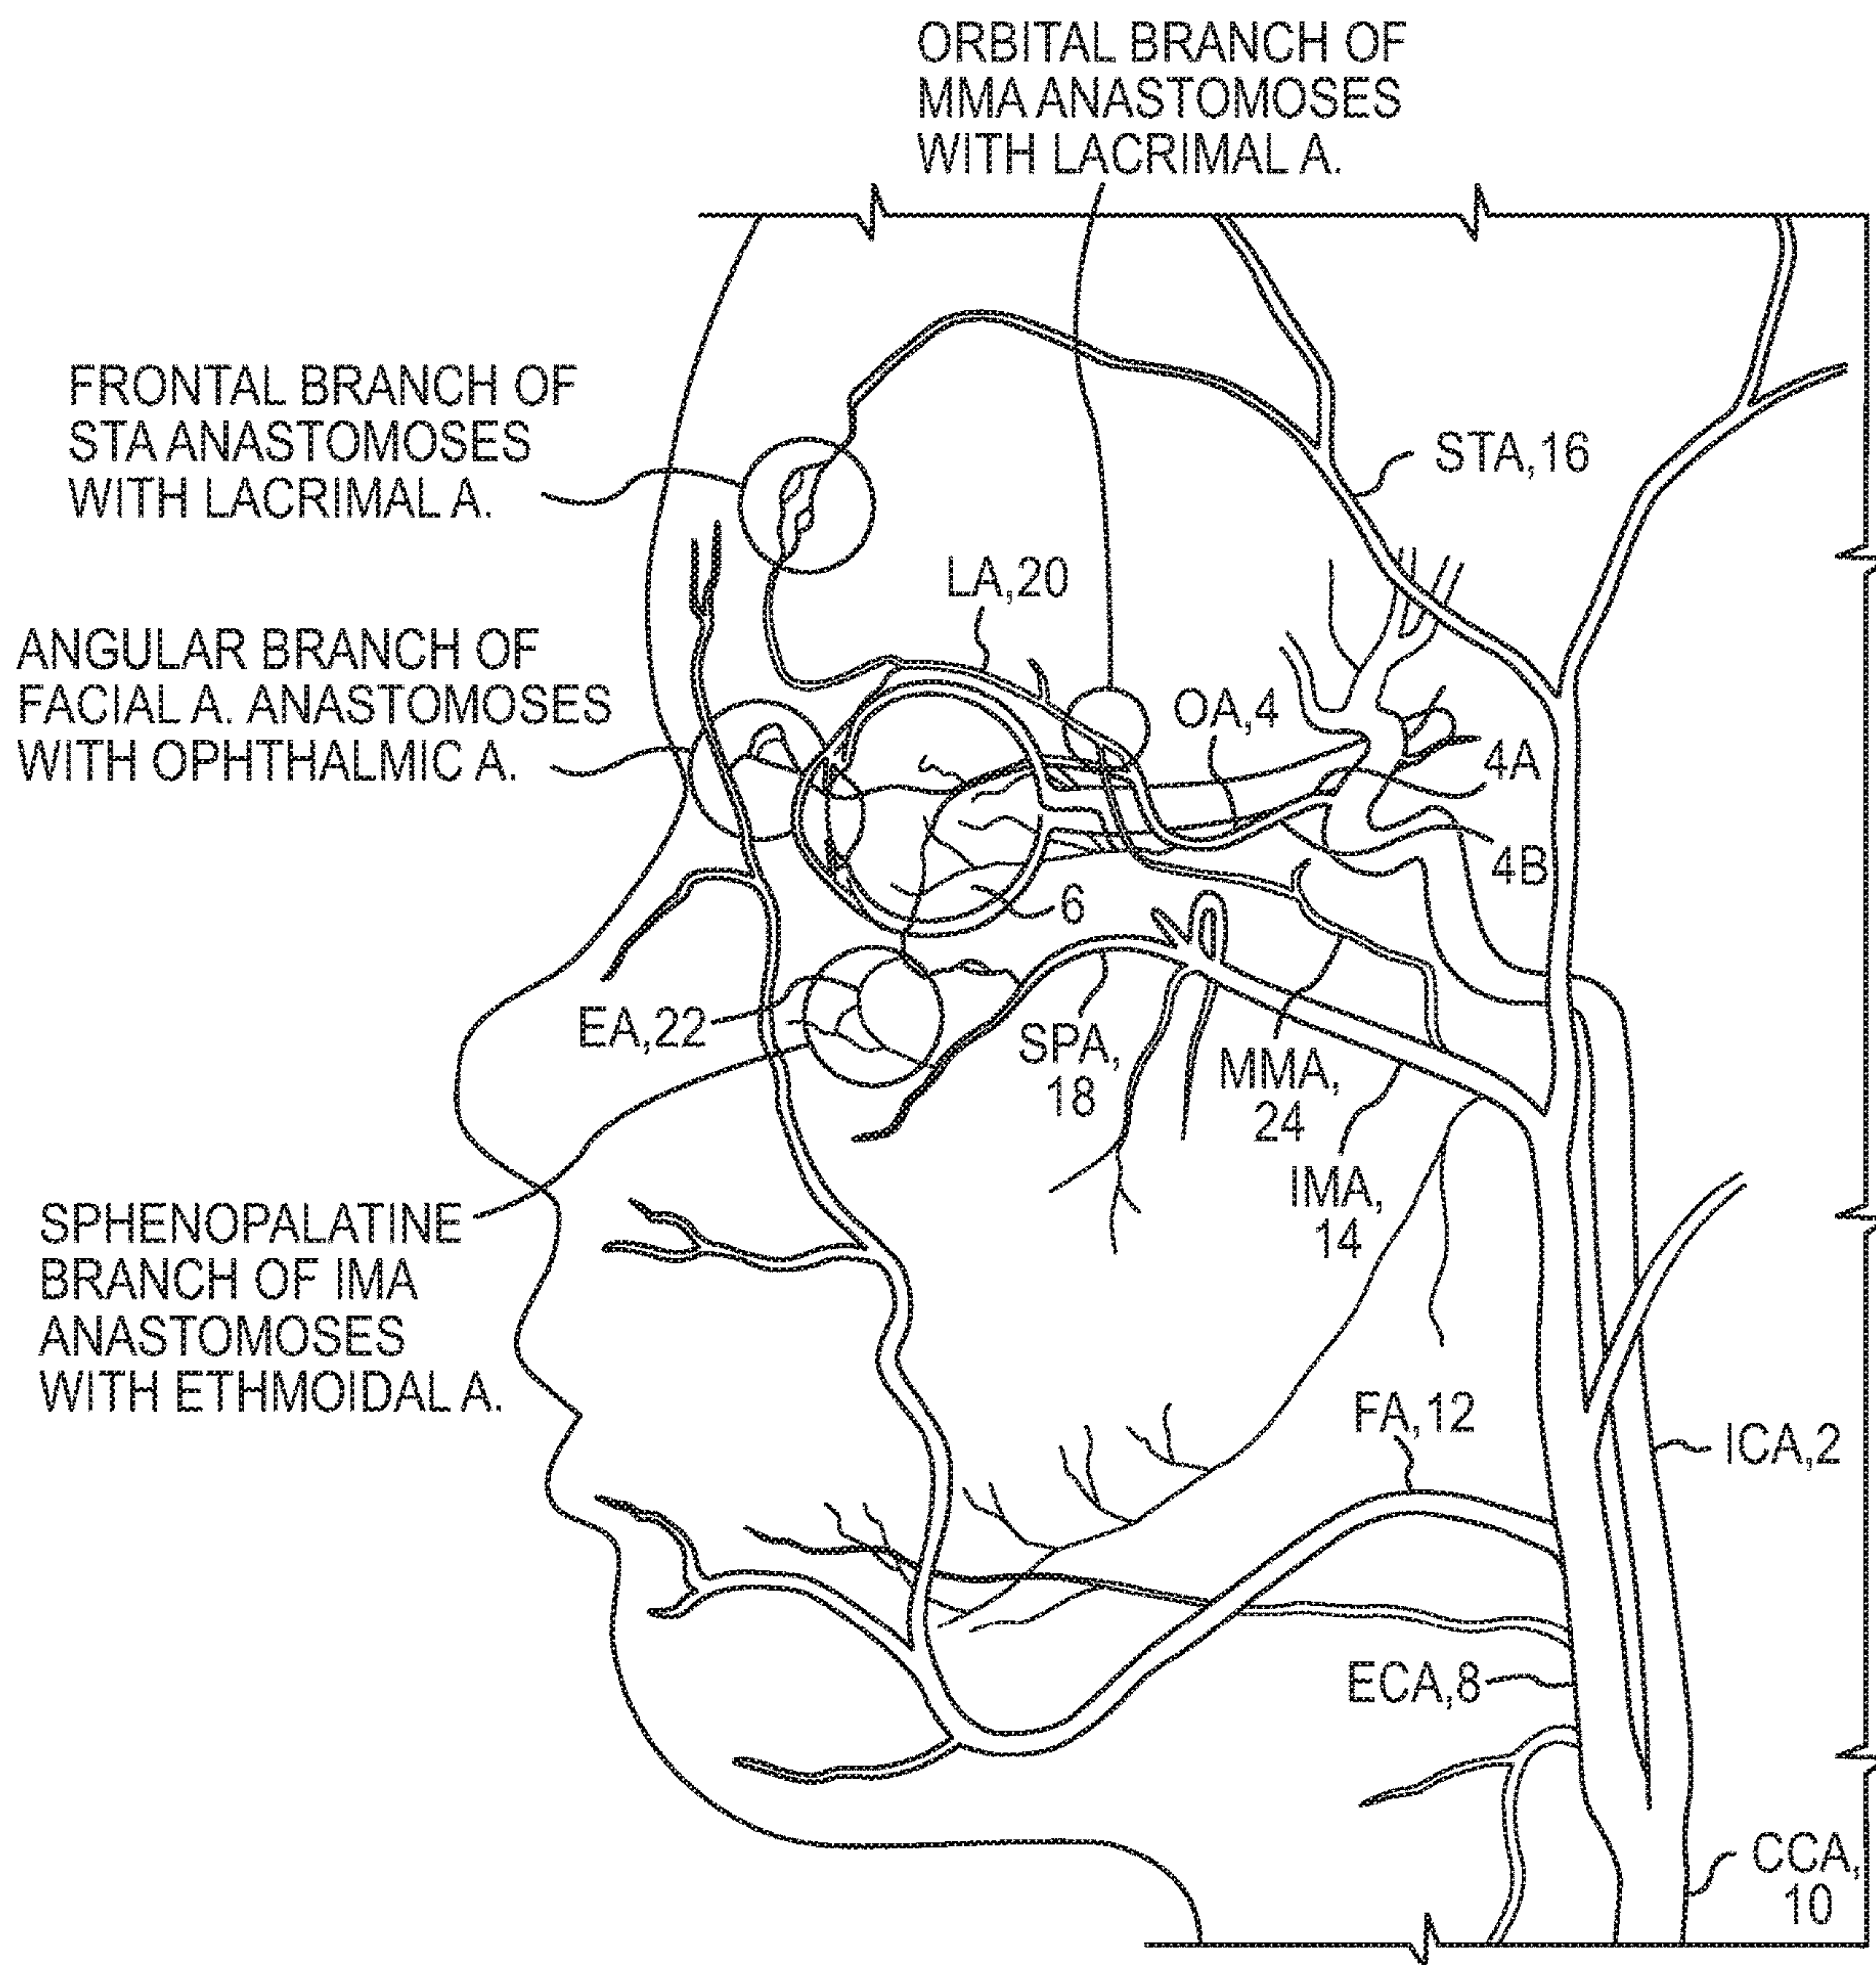 ORBITAL BRANCH OF
MMA ANASTOMOSES
WITH LACRIMAL A.
FRONTAL BRANCH OF
STA ANASTOMOSES
WITH LACRIMAL A.
STA,16
LA,20
ANGULAR BRANCH OF
FACIAL A. ANASTOMOSES
WITH OPHTHALMIC A.
OA,4
4A
4B
6
EA,22
SPA,
18
MMA,
24
IMA,
14
SPHENOPALATINE
BRANCH OF IMA
ANASTOMOSES
WITH ETHMOIDAL A.
FA,12
ICA,2
ECA,8
CCA,
10